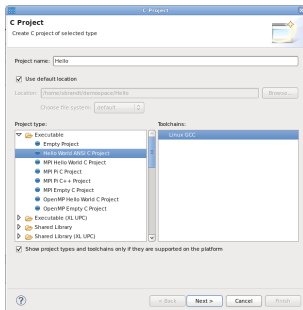 C Project
C Project
Create C project of selected type
Project name: Hello
Use default location
Location: /home/sbrandt/demospace/Hello Browse...
Choose file system: default
Project type: Toolchains:
Executable Linux GCC
Empty Project
Hello World ANSI C Project
MPI Hello World C Project
MPI Pi C Project
MPI Pi C++ Project
MPI Empty C Project
OpenMP Hello World C Project
OpenMP Empty C Project
Executable (XL UPC)
Shared Library
Shared Library (XL UPC)
Show project types and toolchains only if they are supported on the platform
? < Back Next > Cancel Finish